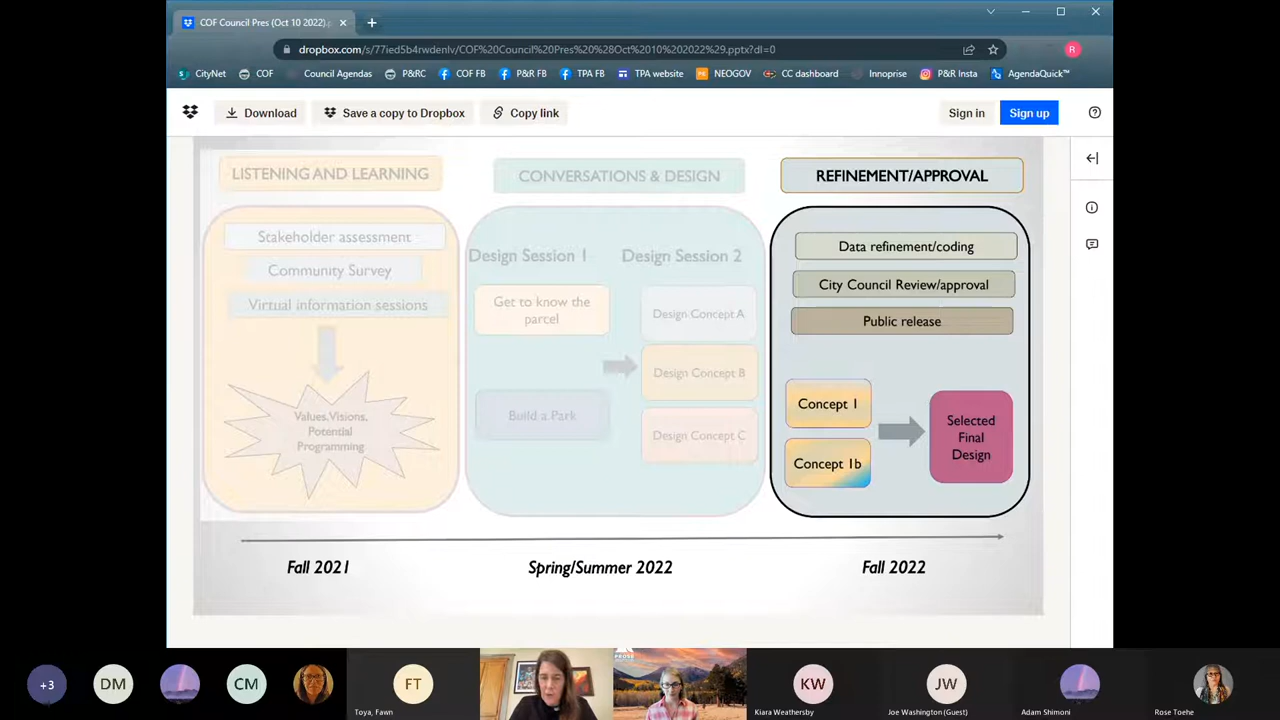 COF Council Pres (Oct 10 2022).p
dropbox.com/s/77ied5b4rwdenlv/COF%20Council%20Pres%20%28Oct%2010%202022%29.pptx?dl=0
R
CityNet
COF
Council Agendas
P&RC
COF FB
P&R FB
TPA FB
TPA website
NEOGOV
CC dashboard
Innoprise
P&R Insta
AgendaQuick™
Download
Save a copy to Dropbox
Copy link
Sign in
Sign up
LISTENING AND LEARNING
Stakeholder assessment
Community Survey
Virtual information sessions
Values, Visions,
Potential
Programming
CONVERSATIONS & DESIGN
Design Session 1
Design Session 2
Get to know the
parcel
Build a Park
Design Concept A
Design Concept B
Design Concept C
REFINEMENT/APPROVAL
Data refinement/coding
City Council Review/approval
Public release
Concept 1
Concept 1b
Selected
Final
Design
Fall 2021
Spring/Summer 2022
Fall 2022
+3
DM
CM
FT
Toya, Fawn
KW
Kiara Weathersby
JW
Joe Washington (Guest)
Adam Shimoni
Rose Toehe